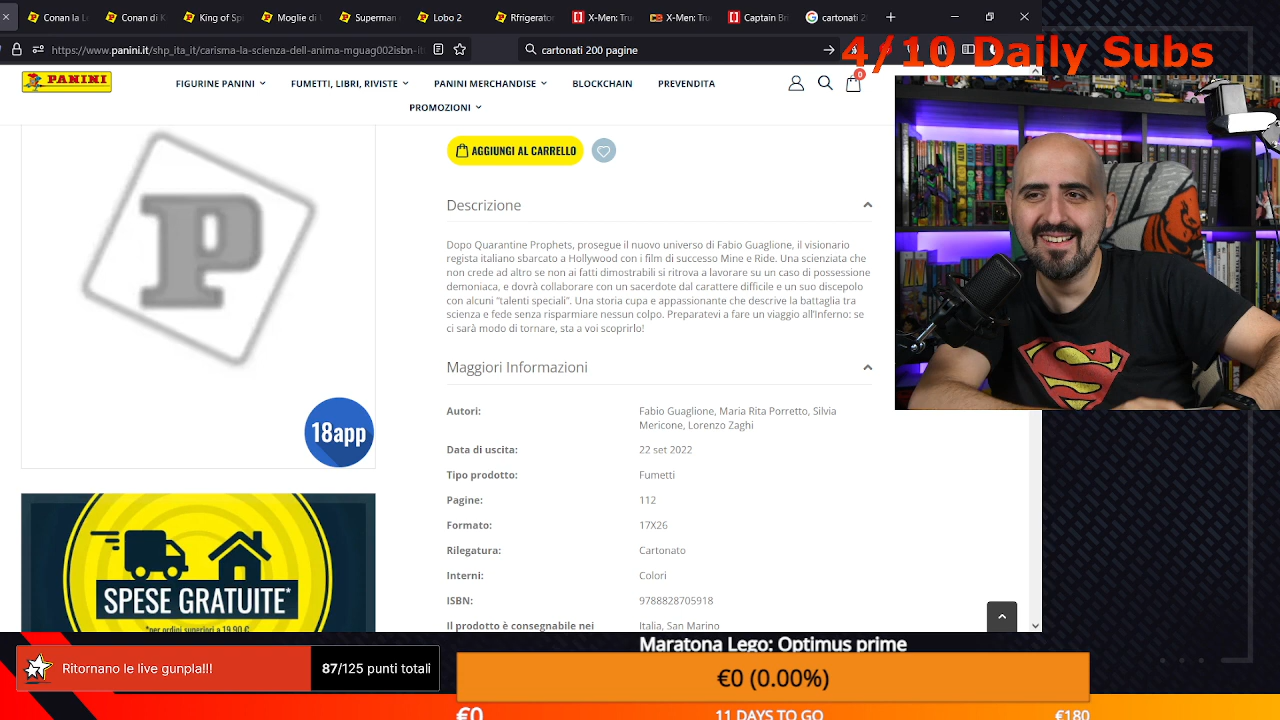 Conan la Le
Conan di K
King of Spi
Moglie di
Superman
Lobo 2
Rfrigerator
X-Men: Tru
X-Men: Tru
Captain Bri
cartonati 2
https://www.panini.it/shp_ita_it/carisma-la-scienza-dell-anima-mguag002isbn-it
cartonati 200 pagine
4/10 Daily Subs
PANINI
FIGURINE PANINI
FUMETTI, LIBRI, RIVISTE
PANINI MERCHANDISE
BLOCKCHAIN
PREVENDITA
0
PROMOZIONI
AGGIUNGI AL CARRELLO
P
18app
Descrizione
Dopo Quarantine Prophets, prosegue il nuovo universo di Fabio Guaglione, il visionario
regista italiano sbarcato a Hollywood con i film di successo Mine e Ride. Una scienziata che
non crede ad altro se non ai fatti dimostrabili si ritrova a lavorare su un caso di possessione
demoniaca, e dovrà collaborare con un sacerdote dal carattere difficile e un suo discepolo
con alcuni “talenti speciali”. Una storia cupa e appassionante che descrive la battaglia tra
scienza e fede senza risparmiare nessun colpo. Preparatevi a fare un viaggio all’Inferno: se
ci sarà modo di tornare, sta a voi scoprirlo!
Maggiori Informazioni
Autori: Fabio Guaglione, Maria Rita Porretto, Silvia
Mericone, Lorenzo Zaghi
Data di uscita: 22 set 2022
Tipo prodotto: Fumetti
Pagine: 112
Formato: 17X26
Rilegatura: Cartonato
Interni: Colori
ISBN: 9788828705918
Il prodotto è consegnabile nei Italia, San Marino
SPESE GRATUITE*
*per ordini superiori a 19,90 €
Ritornano le live gunpla!!!
87/125 punti totali
Maratona Lego: Optimus prime
€0 (0.00%)
€0
11 DAYS TO GO
€180